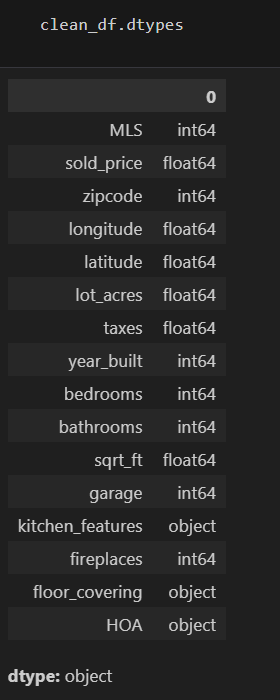 clean_df.dtypes
0
MLS int64
sold_price float64
zipcode int64
longitude float64
latitude float64
lot_acres float64
taxes float64
year_built int64
bedrooms int64
bathrooms int64
sqrt_ft float64
garage int64
kitchen_features object
fireplaces int64
floor_covering object
HOA object
dtype: object